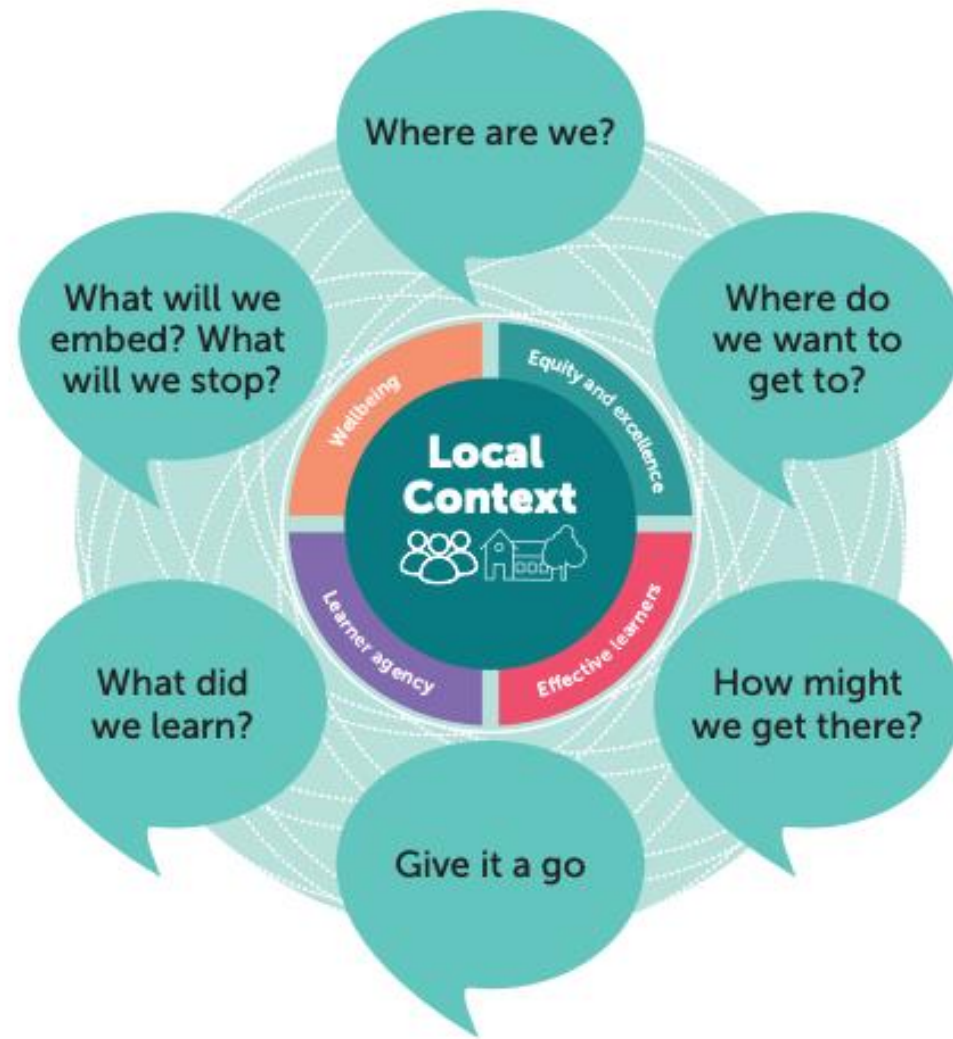 Where are we?
Where do
we want to
get to?
How might
we get there?
Give it a go
What did
we learn?
What will we
embed? What
will we stop?
Wellbeing
Equity and excellence
Effective learners
Learner agency
Local
Context